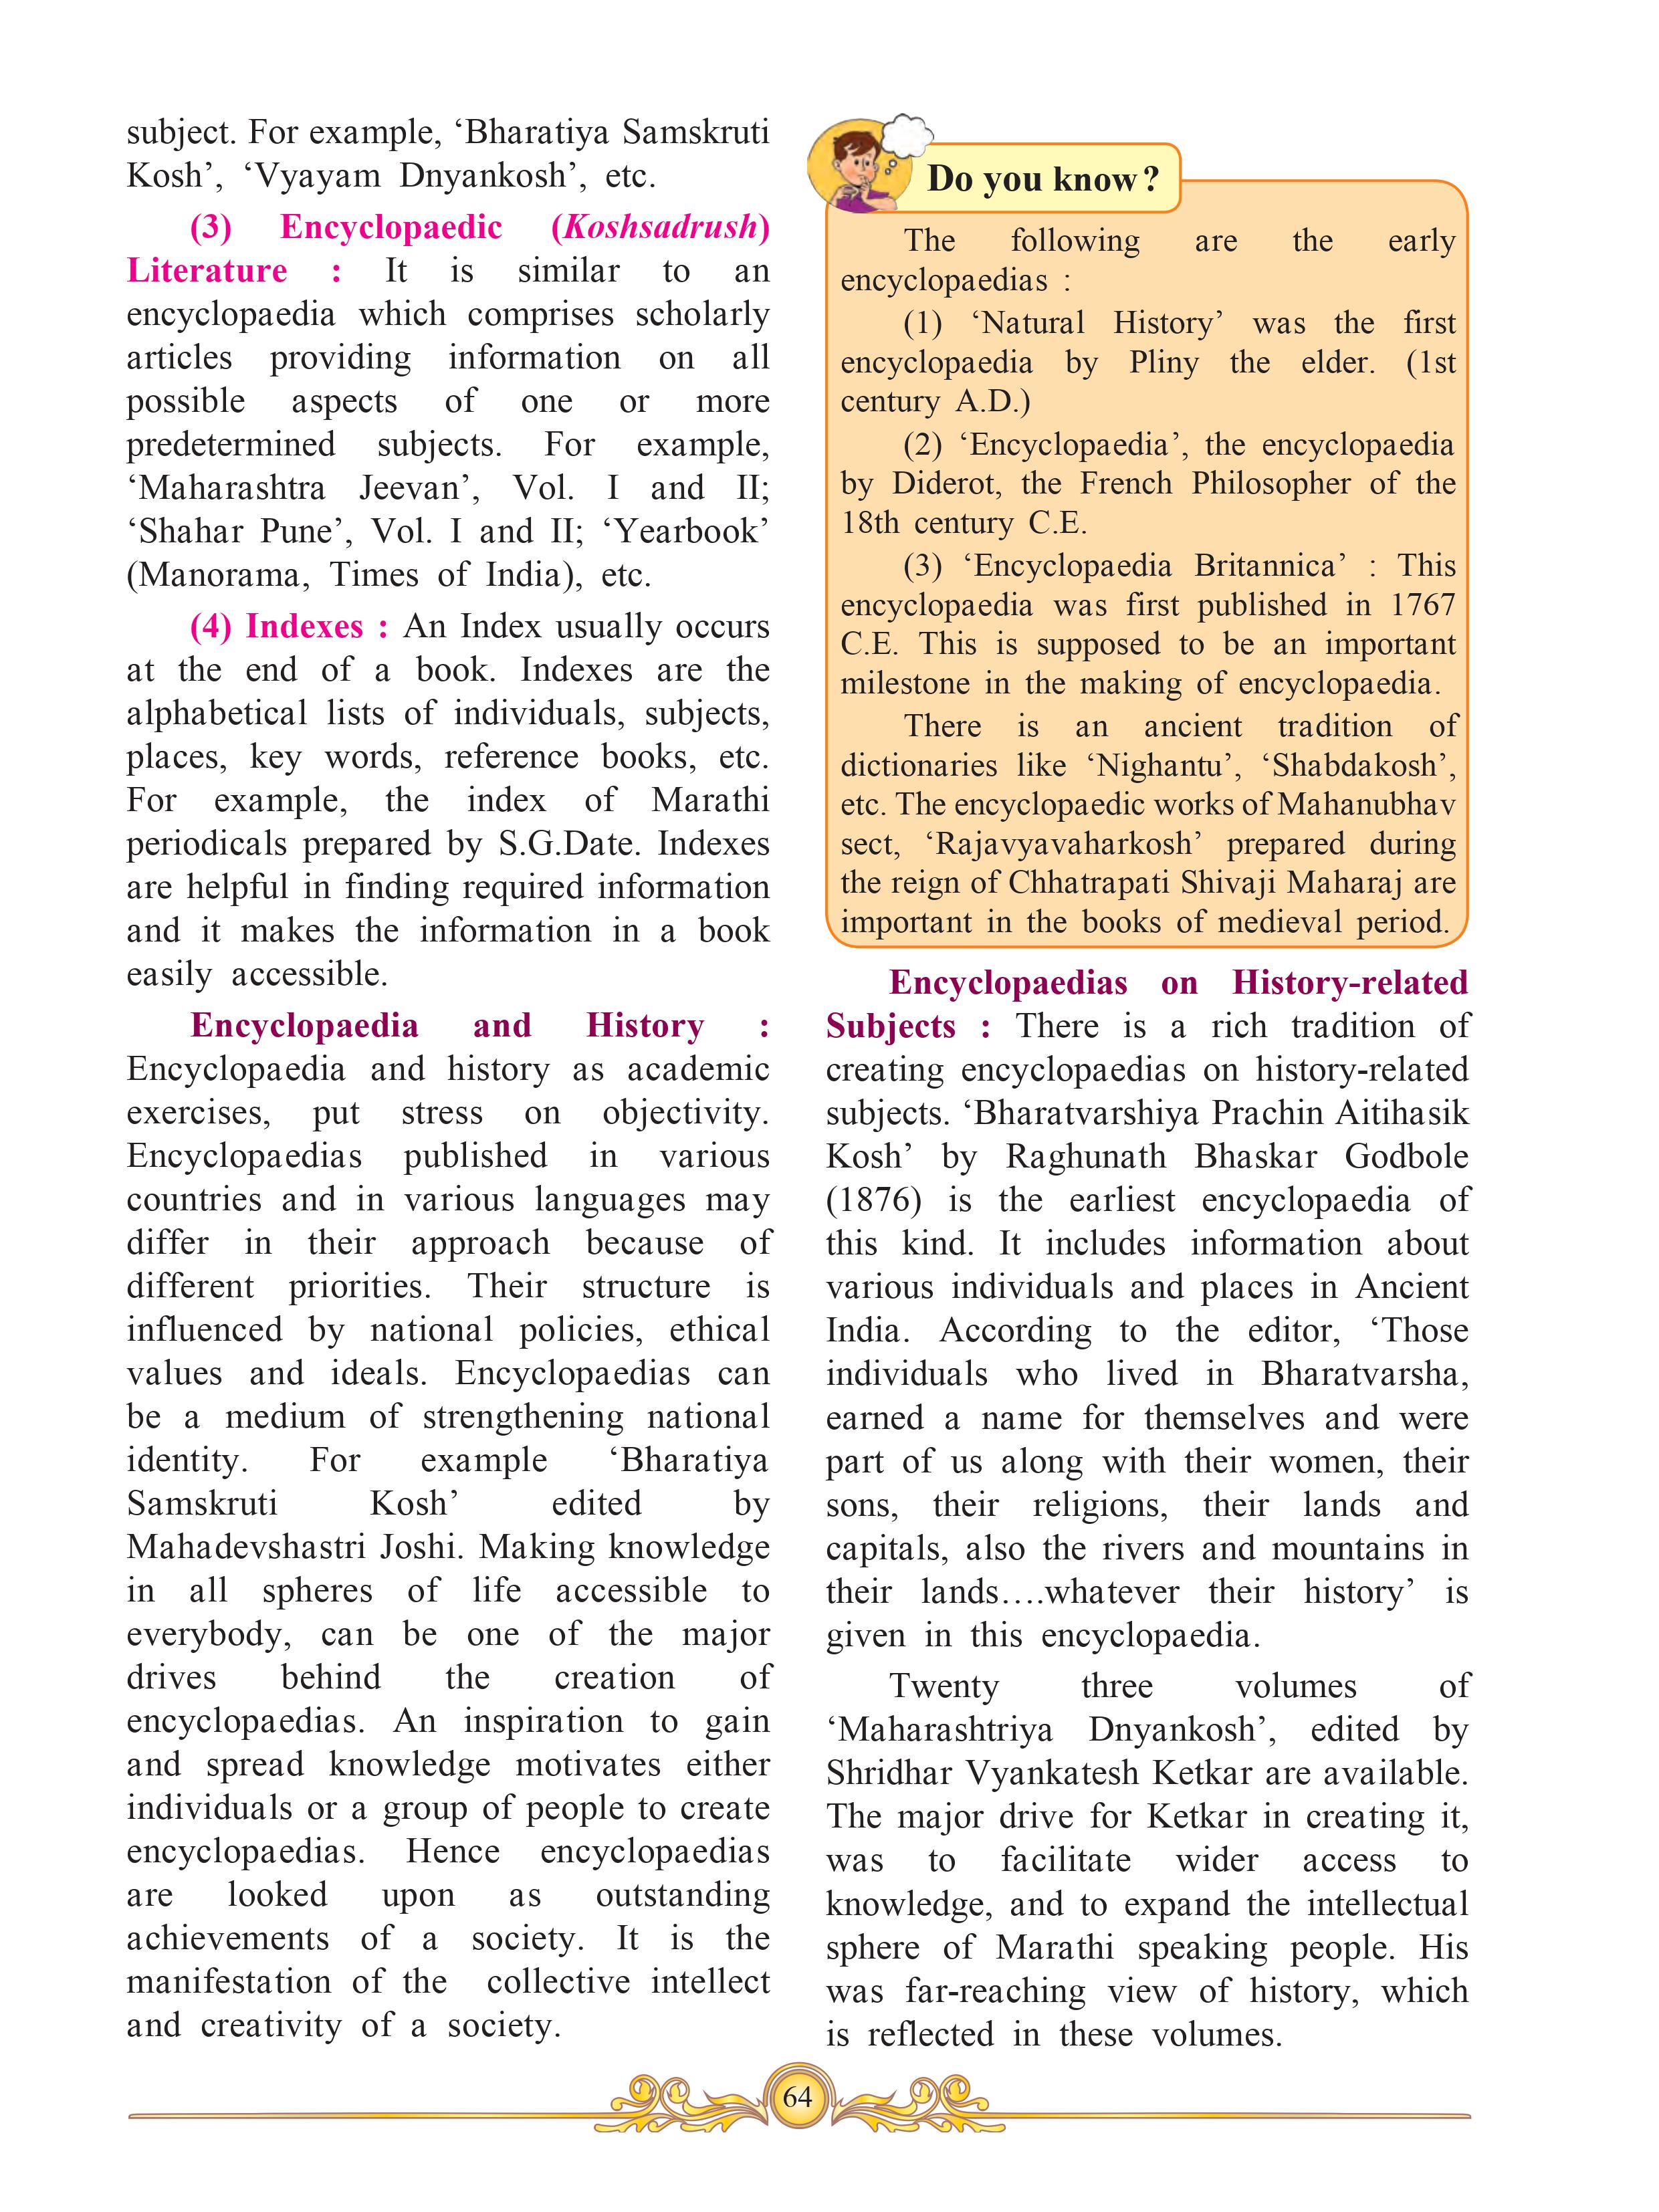 subject. For example, ‘Bharatiya Samskruti
Kosh’, ‘Vyayam Dnyankosh’, etc.
(3) Encyclopaedic (Koshsadrush)
Literature : It is similar to an
encyclopaedia which comprises scholarly
articles providing information on all
possible aspects of one or more
predetermined subjects. For example,
‘Maharashtra Jeevan’, Vol. I and II;
‘Shahar Pune’, Vol. I and II; ‘Yearbook’
(Manorama, Times of India), etc.
(4) Indexes : An Index usually occurs
at the end of a book. Indexes are the
alphabetical lists of individuals, subjects,
places, key words, reference books, etc.
For example, the index of Marathi
periodicals prepared by S.G.Date. Indexes
are helpful in finding required information
and it makes the information in a book
easily accessible.
Encyclopaedia and History :
Encyclopaedia and history as academic
exercises, put stress on objectivity.
Encyclopaedias published in various
countries and in various languages may
differ in their approach because of
different priorities. Their structure is
influenced by national policies, ethical
values and ideals. Encyclopaedias can
be a medium of strengthening national
identity. For example ‘Bharatiya
Samskruti Kosh’ edited by
Mahadevshastri Joshi. Making knowledge
in all spheres of life accessible to
everybody, can be one of the major
drives behind the creation of
encyclopaedias. An inspiration to gain
and spread knowledge motivates either
individuals or a group of people to create
encyclopaedias. Hence encyclopaedias
are looked upon as outstanding
achievements of a society. It is the
manifestation of the collective intellect
and creativity of a society.
Do you know?
The following are the early
encyclopaedias :
(1) ‘Natural History’ was the first
encyclopaedia by Pliny the elder. (1st
century A.D.)
(2) ‘Encyclopaedia’, the encyclopaedia
by Diderot, the French Philosopher of the
18th century C.E.
(3) ‘Encyclopaedia Britannica’ : This
encyclopaedia was first published in 1767
C.E. This is supposed to be an important
milestone in the making of encyclopaedia.
There is an ancient tradition of
dictionaries like ‘Nighantu’, ‘Shabdakosh’,
etc. The encyclopaedic works of Mahanubhav
sect, ‘Rajavyavaharkosh’ prepared during
the reign of Chhatrapati Shivaji Maharaj are
important in the books of medieval period.
Encyclopaedias on History-related
Subjects : There is a rich tradition of
creating encyclopaedias on history-related
subjects. ‘Bharatvarshiya Prachin Aitihasik
Kosh’ by Raghunath Bhaskar Godbole
(1876) is the earliest encyclopaedia of
this kind. It includes information about
various individuals and places in Ancient
India. According to the editor, ‘Those
individuals who lived in Bharatvarsha,
earned a name for themselves and were
part of us along with their women, their
sons, their religions, their lands and
capitals, also the rivers and mountains in
their lands….whatever their history’ is
given in this encyclopaedia.
Twenty three volumes of
‘Maharashtriya Dnyankosh’, edited by
Shridhar Vyankatesh Ketkar are available.
The major drive for Ketkar in creating it,
was to facilitate wider access to
knowledge, and to expand the intellectual
sphere of Marathi speaking people. His
was far-reaching view of history, which
is reflected in these volumes.
64